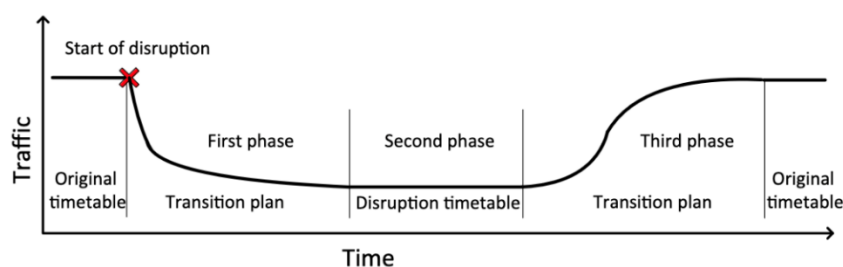 Start of disruption
First phase
Second phase
Third phase
Original
timetable
Transition plan
Disruption timetable
Transition plan
Original
timetable
Traffic
Time